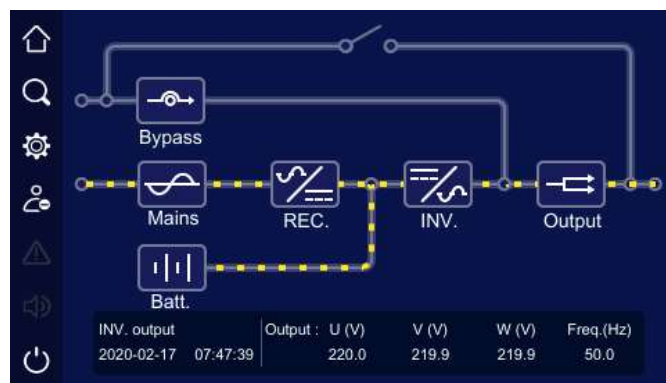 Bypass
Mains REC. INV. Output
Batt.
INV. output Output : U (V) V (V) W (V) Freq.(Hz)
2020-02-17 07:47:39 220.0 219.9 219.9 50.0